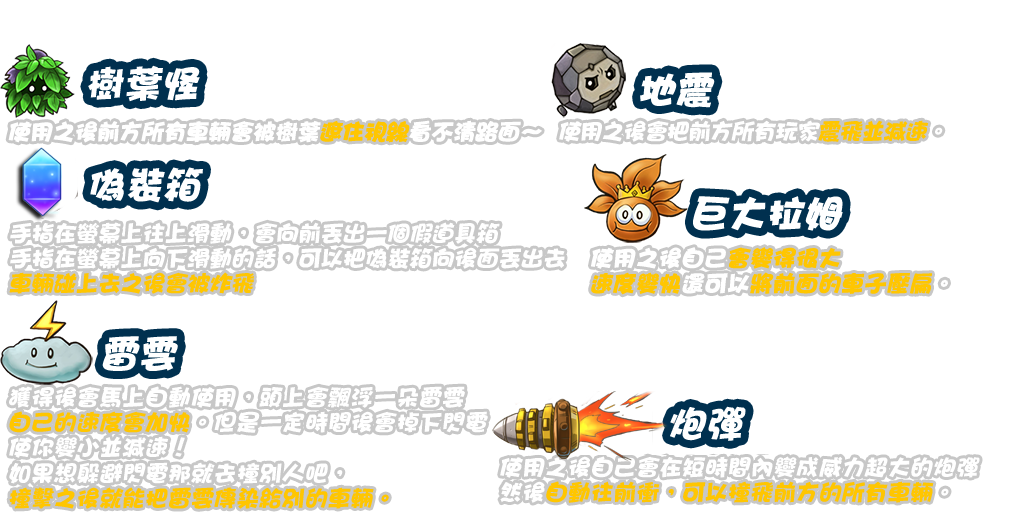 樹葉怪
使用之後前方所有車輛會被樹葉遮住視線看不清路面～
地震
使用之後會把前方所有玩家震飛並減速。
偽裝箱
手指在螢幕上往上滑動，會向前丟出一個假道具箱
手指在螢幕上向下滑動的話，可以把偽裝箱向後面丟出去
車輛碰上去之後會被炸飛
巨大拉姆
使用之後自己會變得極大
速度變快還可以將前面的車子壓扁。
雷雲
獲得後會馬上自動使用，頭上會飄浮一朵雷雲
自己的速度會加快。但是一定時間後會掉下閃電
使你變小並減速！
如果想躲避閃電那就去撞別人吧，
撞擊之後就能把雷雲傳染給別的車輛。
炮彈
使用之後自己會在短時間內變成威力超大的炮彈
然後自動往前衝，可以撞飛前方的所有車輛。